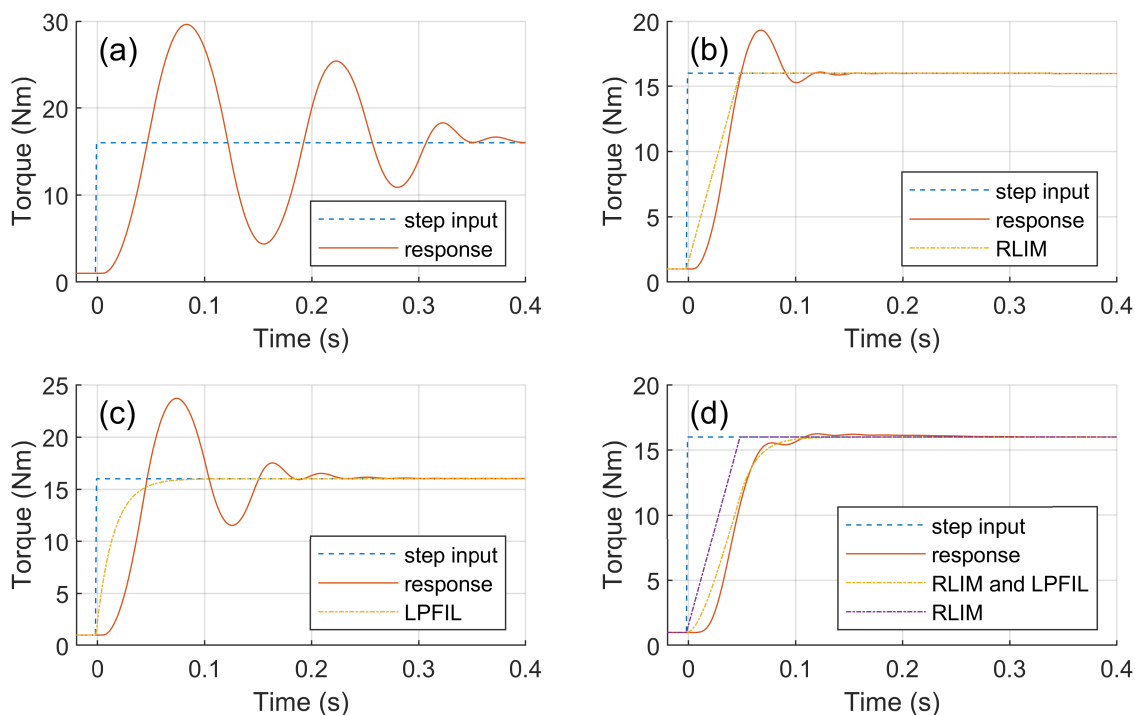 (a)
Torque (Nm)
30
20
10
0
0 0.1 0.2 0.3 0.4
Time (s)
step input
response
(b)
Torque (Nm)
20
15
10
5
0
0 0.1 0.2 0.3 0.4
Time (s)
step input
response
RLIM
(c)
Torque (Nm)
25
20
15
10
5
0
0 0.1 0.2 0.3 0.4
Time (s)
step input
response
LPFIL
(d)
Torque (Nm)
20
15
10
5
0
0 0.1 0.2 0.3 0.4
Time (s)
step input
response
RLIM and LPFIL
RLIM